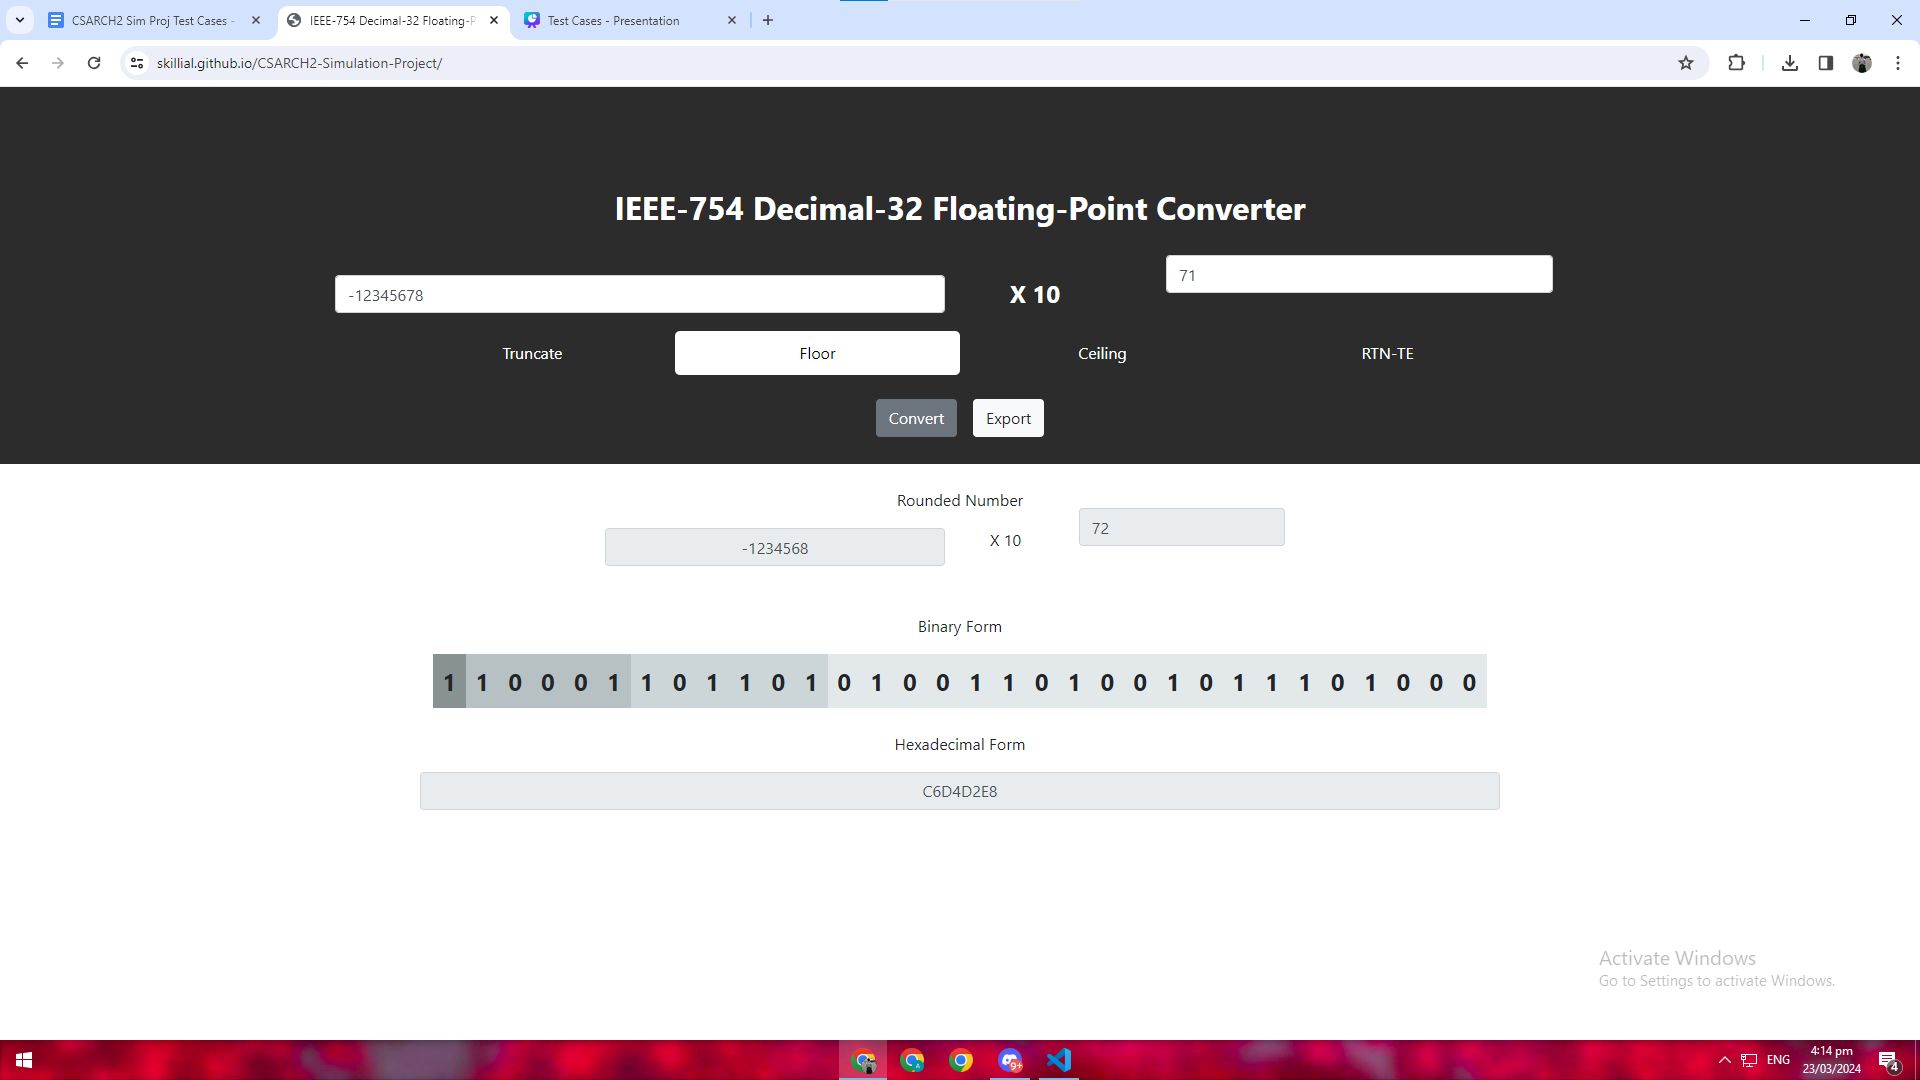 CSARCH2 Sim Proj Test Cases -
IEEE-754 Decimal-32 Floating-P
Test Cases - Presentation
skillial.github.io/CSARCH2-Simulation-Project/
IEEE-754 Decimal-32 Floating-Point Converter
-12345678
X 10
71
Truncate
Floor
Ceiling
RTN-TE
Convert
Export
Rounded Number
-1234568
X 10
72
Binary Form
1 1 0 0 0 1 1 0 1 1 0 1 0 1 0 0 1 1 0 1 0 0 1 0 1 1 1 0 1 0 0 0
Hexadecimal Form
C6D4D2E8
Activate Windows
Go to Settings to activate Windows.
9+
ENG
4:14 pm
23/03/2024
4